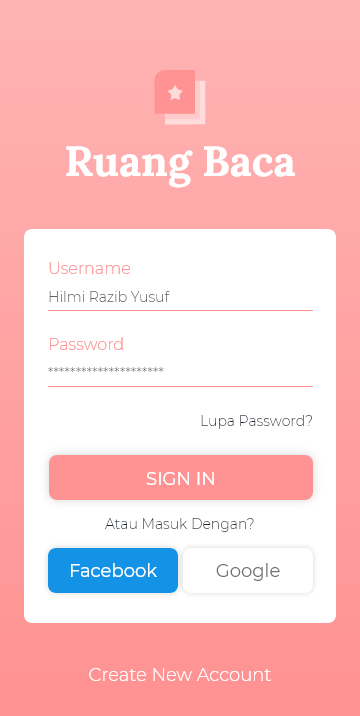 Ruang Baca
Username
Hilmi Razib Yusuf
Password
*********************
Lupa Password?
SIGN IN
Atau Masuk Dengan?
Facebook
Google
Create New Account